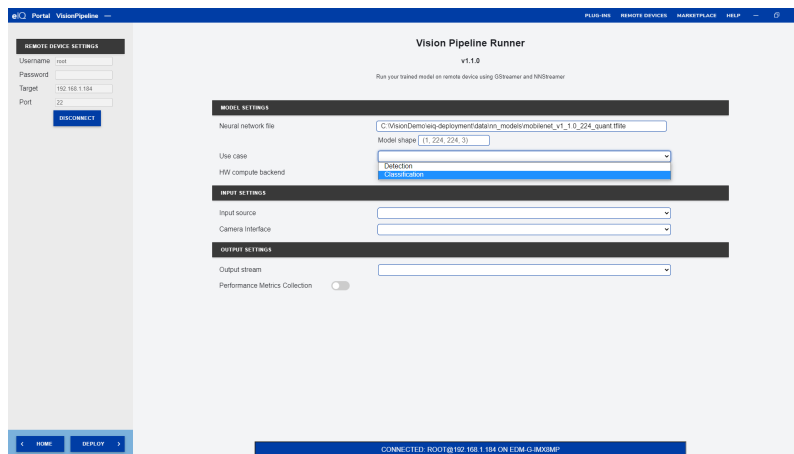 eIQ Portal VisionPipeline —
PLUG-INS REMOTE DEVICES MARKETPLACE HELP
REMOTE DEVICE SETTINGS
Username root
Password
Target 192.168.1.184
Port 22
DISCONNECT
Vision Pipeline Runner
v1.1.0
Run your trained model on remote device using GStreamer and NNStreamer
MODEL SETTINGS
Neural network file C:\VisionDemo\eiq-deployment\data\nn_models\mobilenet_v1_1.0_224_quant.tflite
Model shape (1, 224, 224, 3)
Use case
Detection
Classification
HW compute backend
INPUT SETTINGS
Input source
Camera interface
OUTPUT SETTINGS
Output stream
Performance Metrics Collection
HOME DEPLOY
CONNECTED: ROOT@192.168.1.184 ON EDM-G-IMX8MP